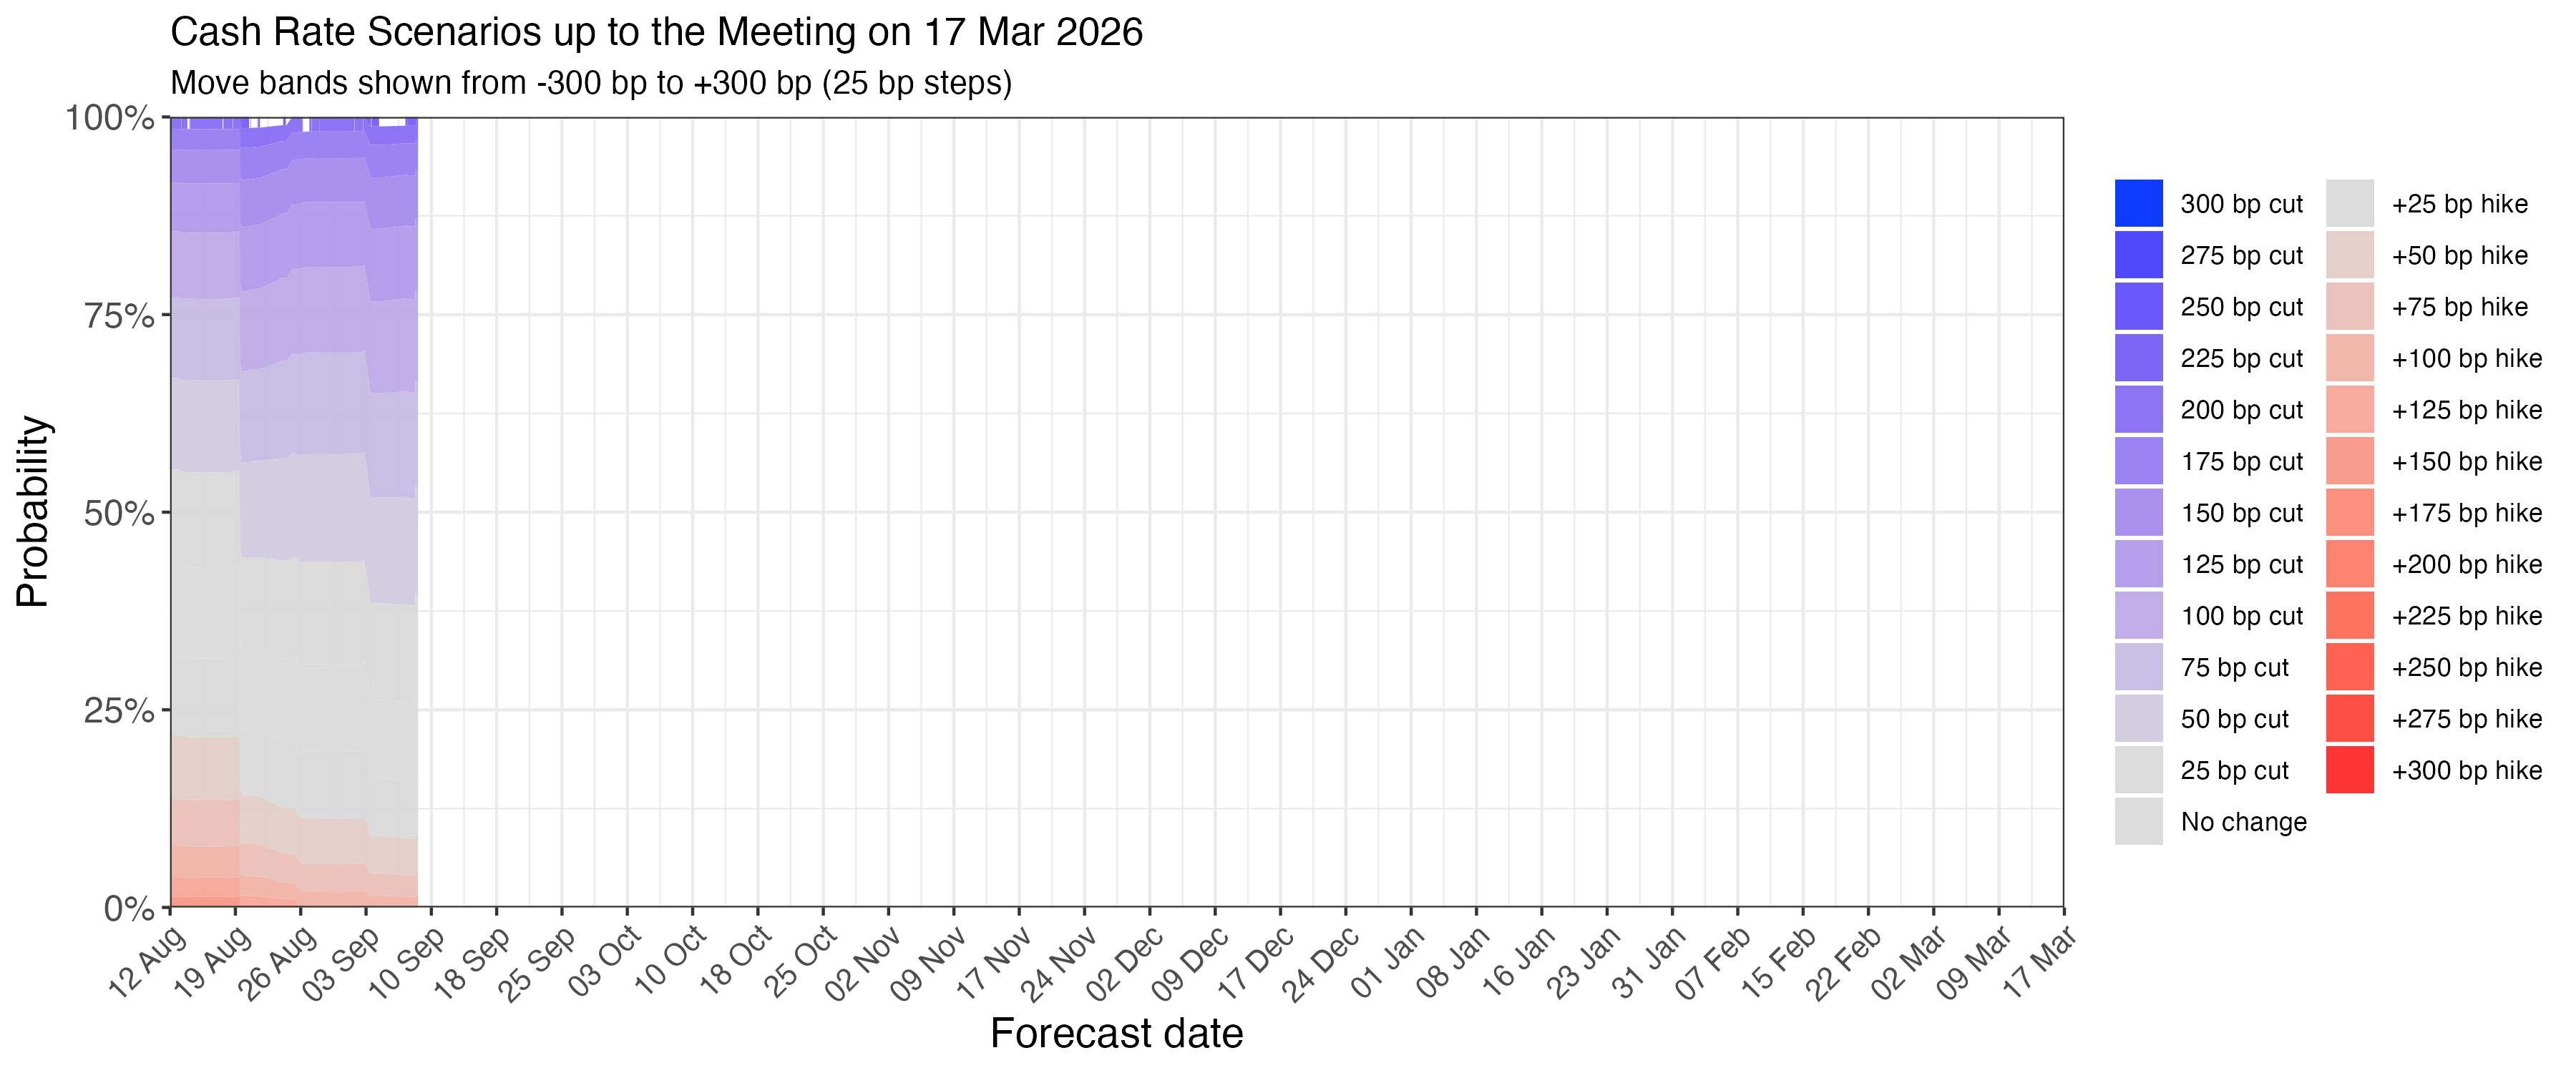 Cash Rate Scenarios up to the Meeting on 17 Mar 2026
Move bands shown from -300 bp to +300 bp (25 bp steps)
Probability
100%
75%
50%
25%
0%
12 Aug
19 Aug
26 Aug
03 Sep
10 Sep
18 Sep
25 Sep
03 Oct
10 Oct
18 Oct
25 Oct
02 Nov
09 Nov
17 Nov
24 Nov
02 Dec
09 Dec
17 Dec
24 Dec
01 Jan
08 Jan
16 Jan
23 Jan
31 Jan
07 Feb
15 Feb
22 Feb
02 Mar
09 Mar
17 Mar
Forecast date
300 bp cut
275 bp cut
250 bp cut
225 bp cut
200 bp cut
175 bp cut
150 bp cut
125 bp cut
100 bp cut
75 bp cut
50 bp cut
25 bp cut
No change
+25 bp hike
+50 bp hike
+75 bp hike
+100 bp hike
+125 bp hike
+150 bp hike
+175 bp hike
+200 bp hike
+225 bp hike
+250 bp hike
+275 bp hike
+300 bp hike